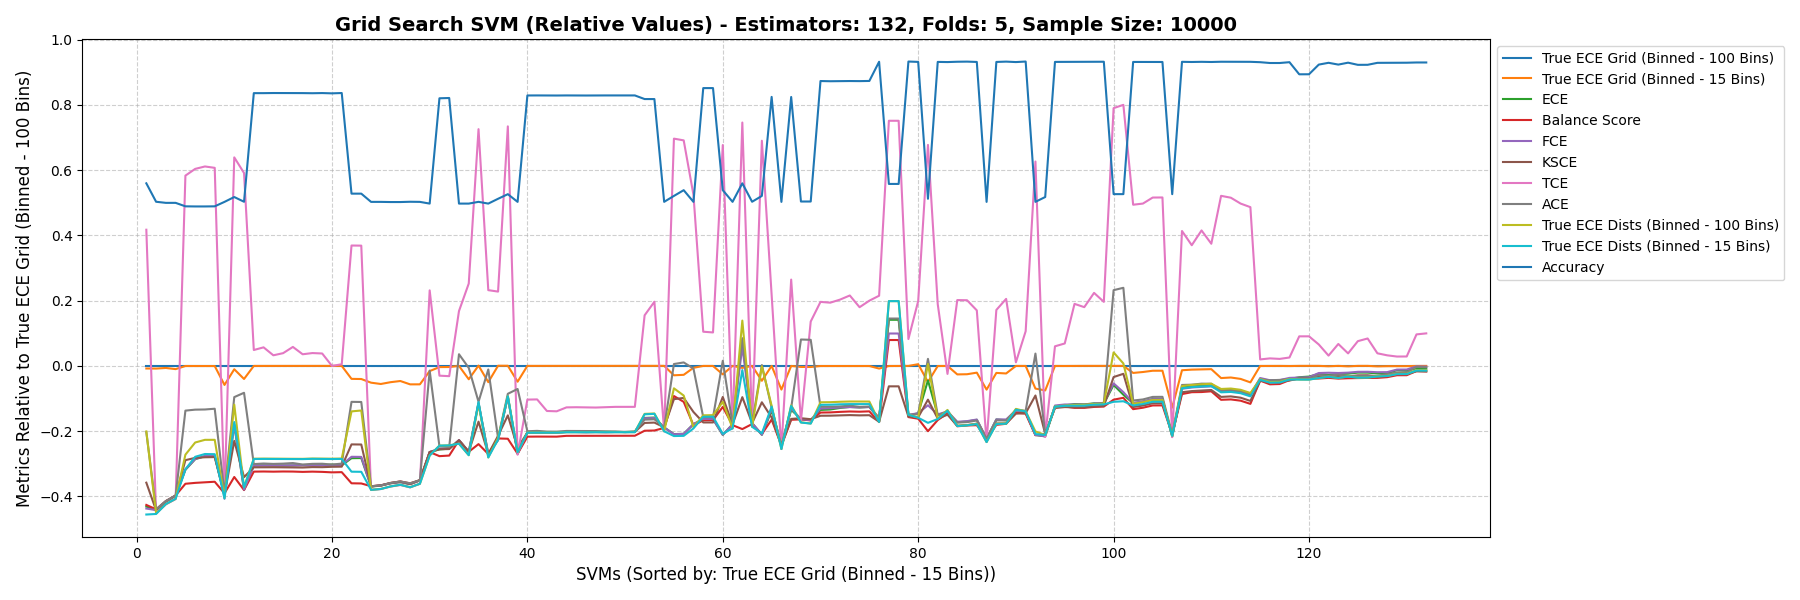 Grid Search SVM (Relative Values) - Estimators: 132, Folds: 5, Sample Size: 10000
Metrics Relative to True ECE Grid (Binned - 100 Bins)
1.0
0.8
0.6
0.4
0.2
0.0
−0.2
−0.4
0
20
40
60
80
100
120
SVMs (Sorted by: True ECE Grid (Binned - 15 Bins))
True ECE Grid (Binned - 100 Bins)
True ECE Grid (Binned - 15 Bins)
ECE
Balance Score
FCE
KSCE
TCE
ACE
True ECE Dists (Binned - 100 Bins)
True ECE Dists (Binned - 15 Bins)
Accuracy